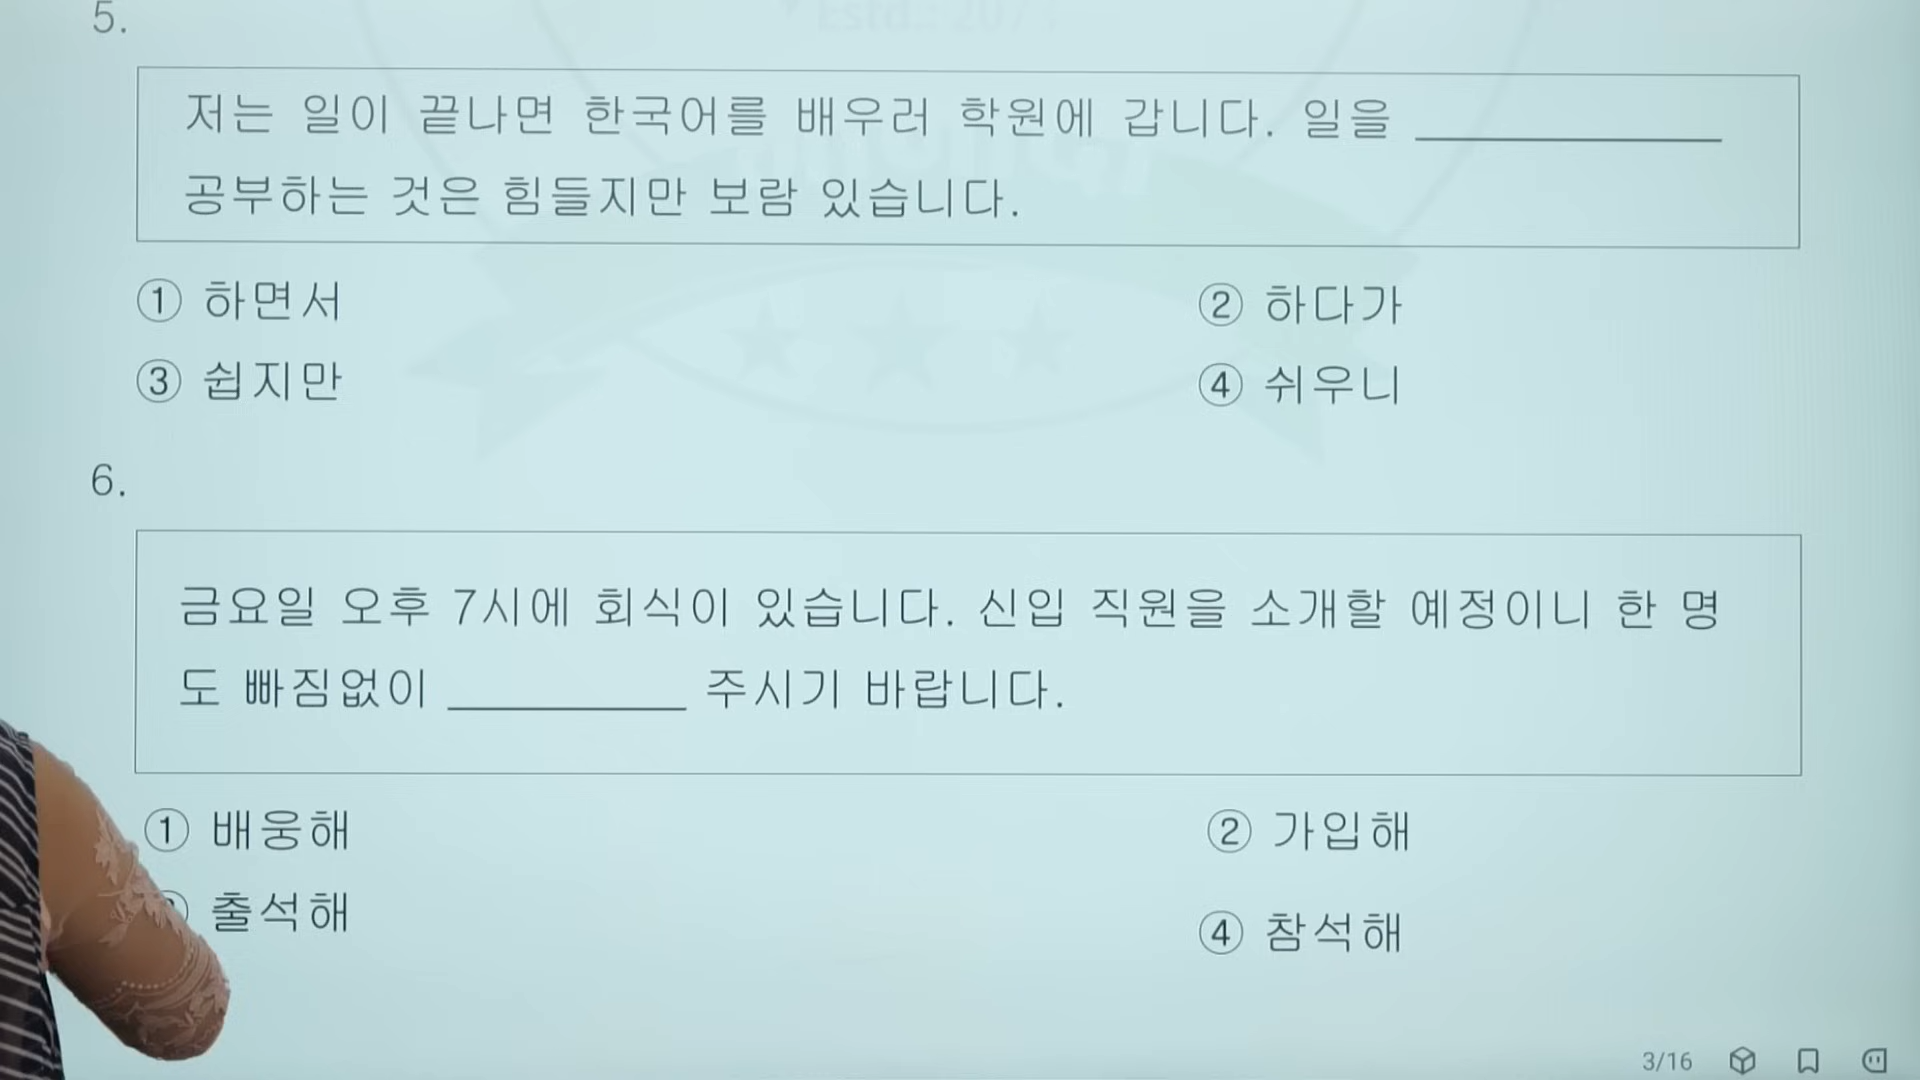 5.
저는 일이 끝나면 한국어를 배우러 학원에 갑니다. 일을 ____________
공부하는 것은 힘들지만 보람 있습니다.
① 하면서
② 하다가
③ 쉽지만
④ 쉬우니
6.
금요일 오후 7시에 회식이 있습니다. 신입 직원을 소개할 예정이니 한 명
도 빠짐없이 __________ 주시기 바랍니다.
① 배웅해
② 가입해
출석해
④ 참석해
3/16